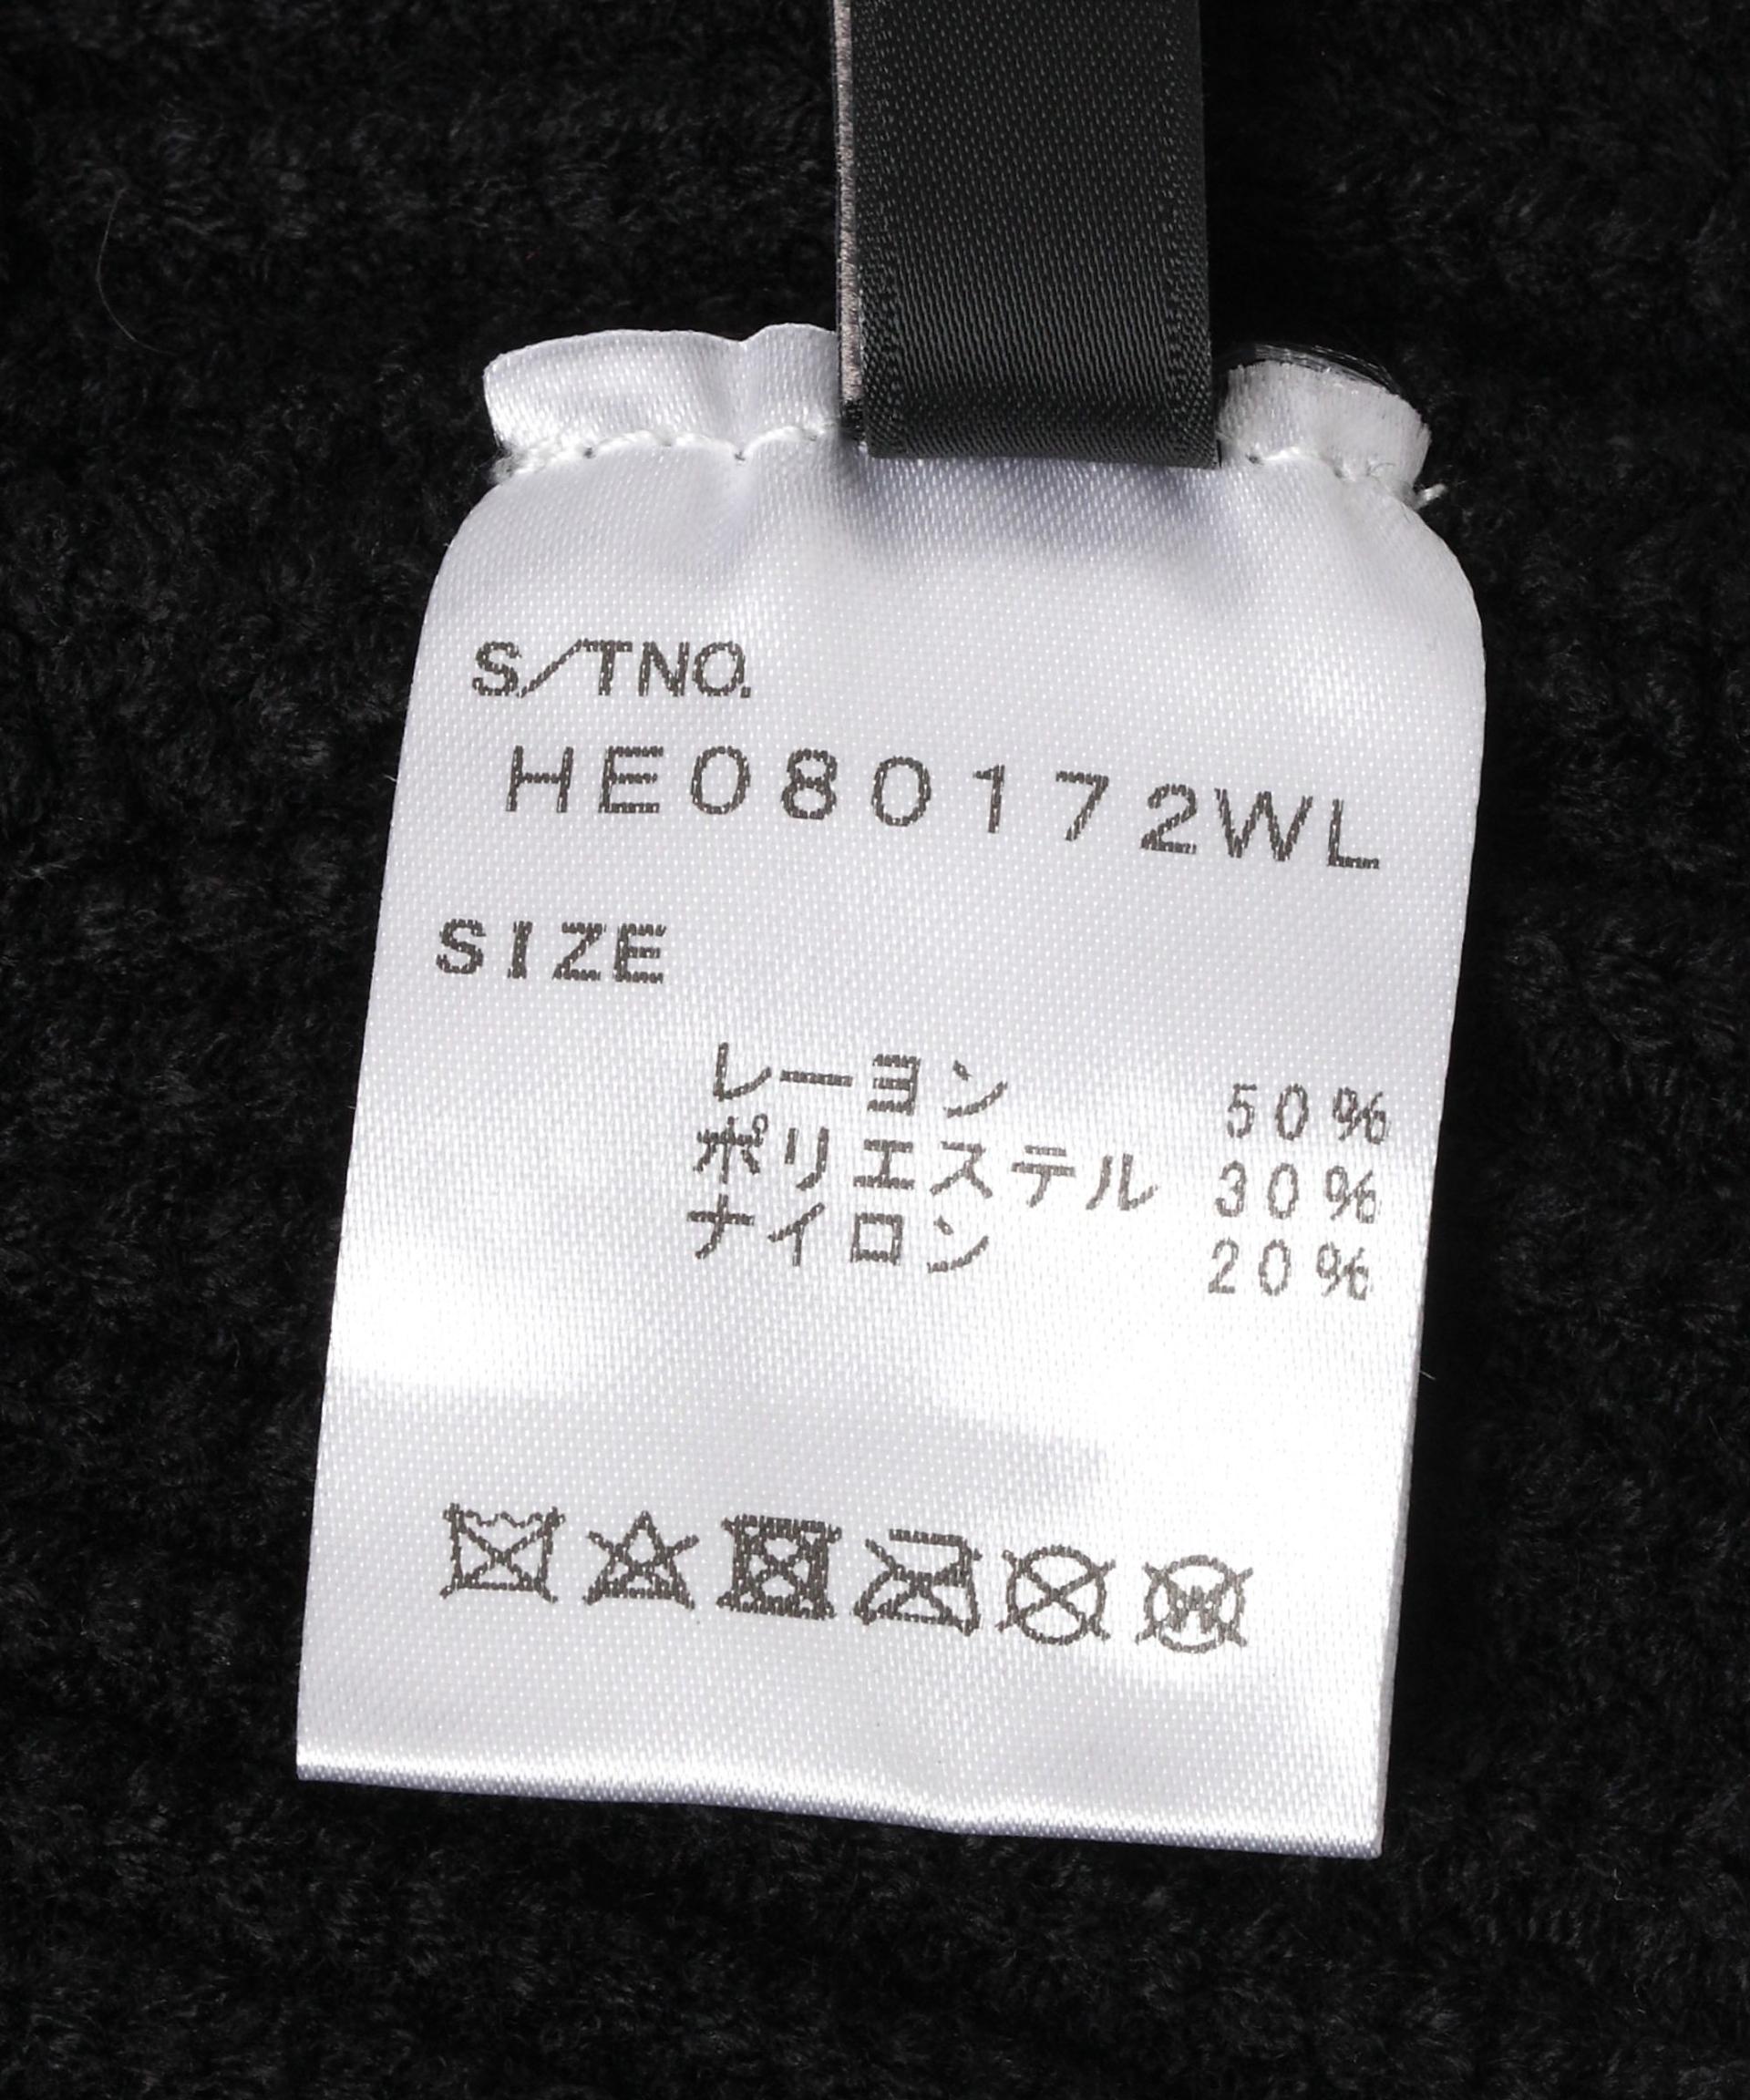 S/TNO.
HE080172WL
SIZE
レーヨン 50%
ポリエステル 30%
ナイロン 20%